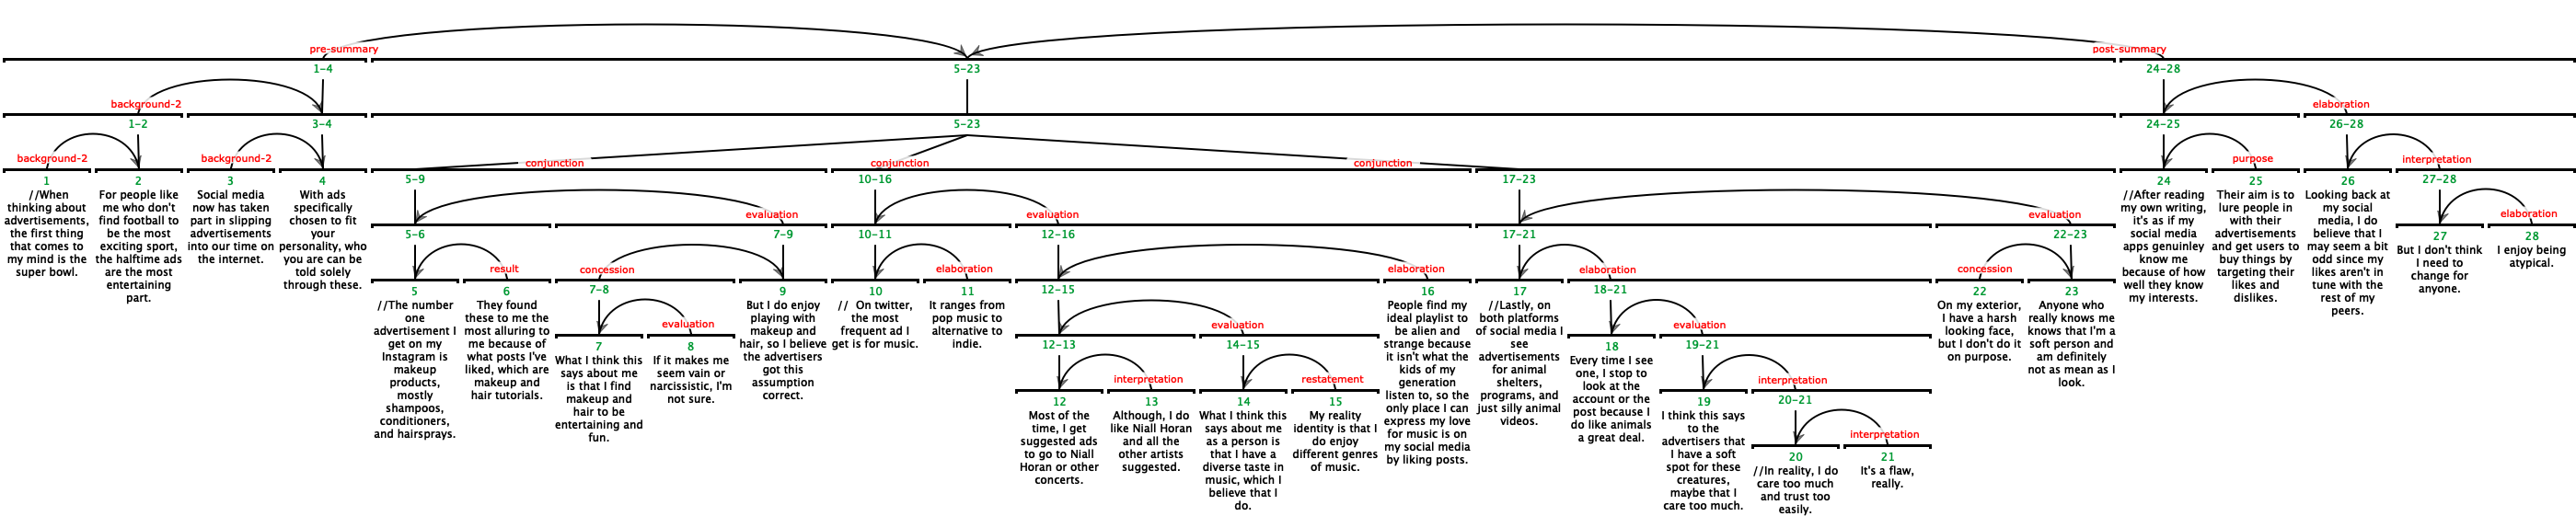 pre-summary
post-summary
1-4
5-23
24-28
background-2
elaboration
1-2
3-4
5-23
24-25
26-28
background-2
background-2
conjunction
conjunction
conjunction
purpose
interpretation
1
//When
thinking about
advertisements,
the first thing
that comes to
my mind is the
super bowl.
2
For people like
me who don't
find football to
be the most
exciting sport,
the halftime ads
are the most
entertaining
part.
3
Social media
now has taken
part in slipping
advertisements
into our time on
the internet.
4
With ads
specifically
chosen to fit
your
personality, who
you are can be
told solely
through these.
5-9
10-16
17-23
evaluation
evaluation
evaluation
5-6
7-9
10-11
12-16
17-21
22-23
result
concession
elaboration
elaboration
elaboration
concession
5
//The number
one
advertisement I
get on my
Instagram is
makeup
products,
mostly
shampoos,
conditioners,
and hairsprays.
6
They found
these to me the
most alluring to
me because of
what posts I've
liked, which are
makeup and
hair tutorials.
7-8
evaluation
7
What I think this
says about me
is that I find
makeup and
hair to be
entertaining and
fun.
8
If it makes me
seem vain or
narcissistic, I'm
not sure.
9
But I do enjoy
playing with
makeup and
hair, so I believe
the advertisers
got this
assumption
correct.
10
// On twitter,
the most
frequent ad I
get is for music.
11
It ranges from
pop music to
alternative to
indie.
12-15
evaluation
12-13
14-15
interpretation
restatement
12
Most of the
time, I get
suggested ads
to go to Niall
Horan or other
concerts.
13
Although, I do
like Niall Horan
and all the
other artists
suggested.
14
What I think this
says about me
as a person is
that I have a
diverse taste in
music, which I
believe that I
do.
15
My reality
identity is that I
do enjoy
different genres
of music.
16
People find my
ideal playlist to
be alien and
strange because
it isn't what the
kids of my
generation
listen to, so the
only place I can
express my love
for music is on
my social media
by liking posts.
17
//Lastly, on
both platforms
of social media I
see
advertisements
for animal
shelters,
programs, and
just silly animal
videos.
18-21
evaluation
18
Every time I see
one, I stop to
look at the
account or the
post because I
do like animals
a great deal.
19-21
interpretation
19
I think this says
to the
advertisers that
I have a soft
spot for these
creatures,
maybe that I
care too much.
20-21
interpretation
20
//In reality, I do
care too much
and trust too
easily.
21
It's a flaw,
really.
22
On my exterior,
I have a harsh
looking face,
but I don't do it
on purpose.
23
Anyone who
really knows me
knows that I'm a
soft person and
am definitely
not as mean as I
look.
24
//After reading
my own writing,
it's as if my
social media
apps genuinley
know me
because of how
well they know
my interests.
25
Their aim is to
lure people in
with their
advertisements
and get users to
buy things by
targeting their
likes and
dislikes.
26
Looking back at
my social
media, I do
believe that I
may seem a bit
odd since my
likes aren't in
tune with the
rest of my
peers.
27-28
elaboration
27
But I don't think
I need to
change for
anyone.
28
I enjoy being
atypical.